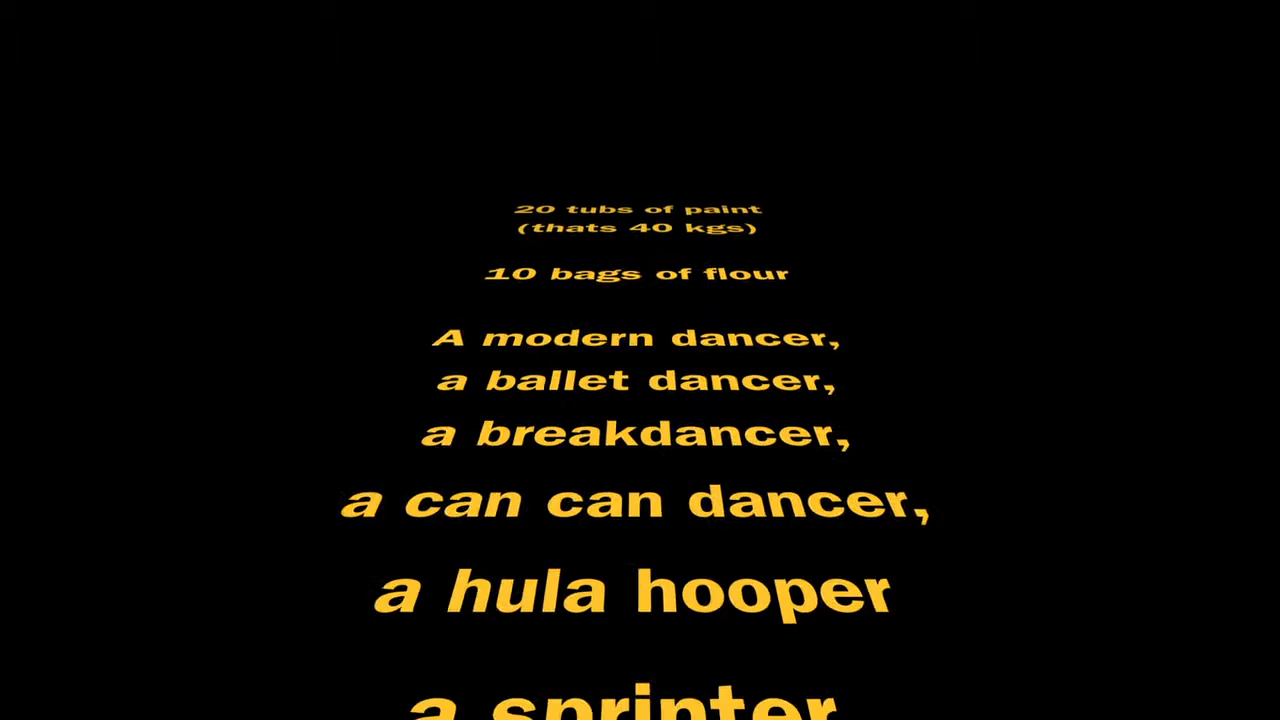 20 tubs of paint
(thats 40 kgs)
10 bags of flour
A modern dancer,
a ballet dancer,
a breakdancer,
a can can dancer,
a hula hooper
a sprinter